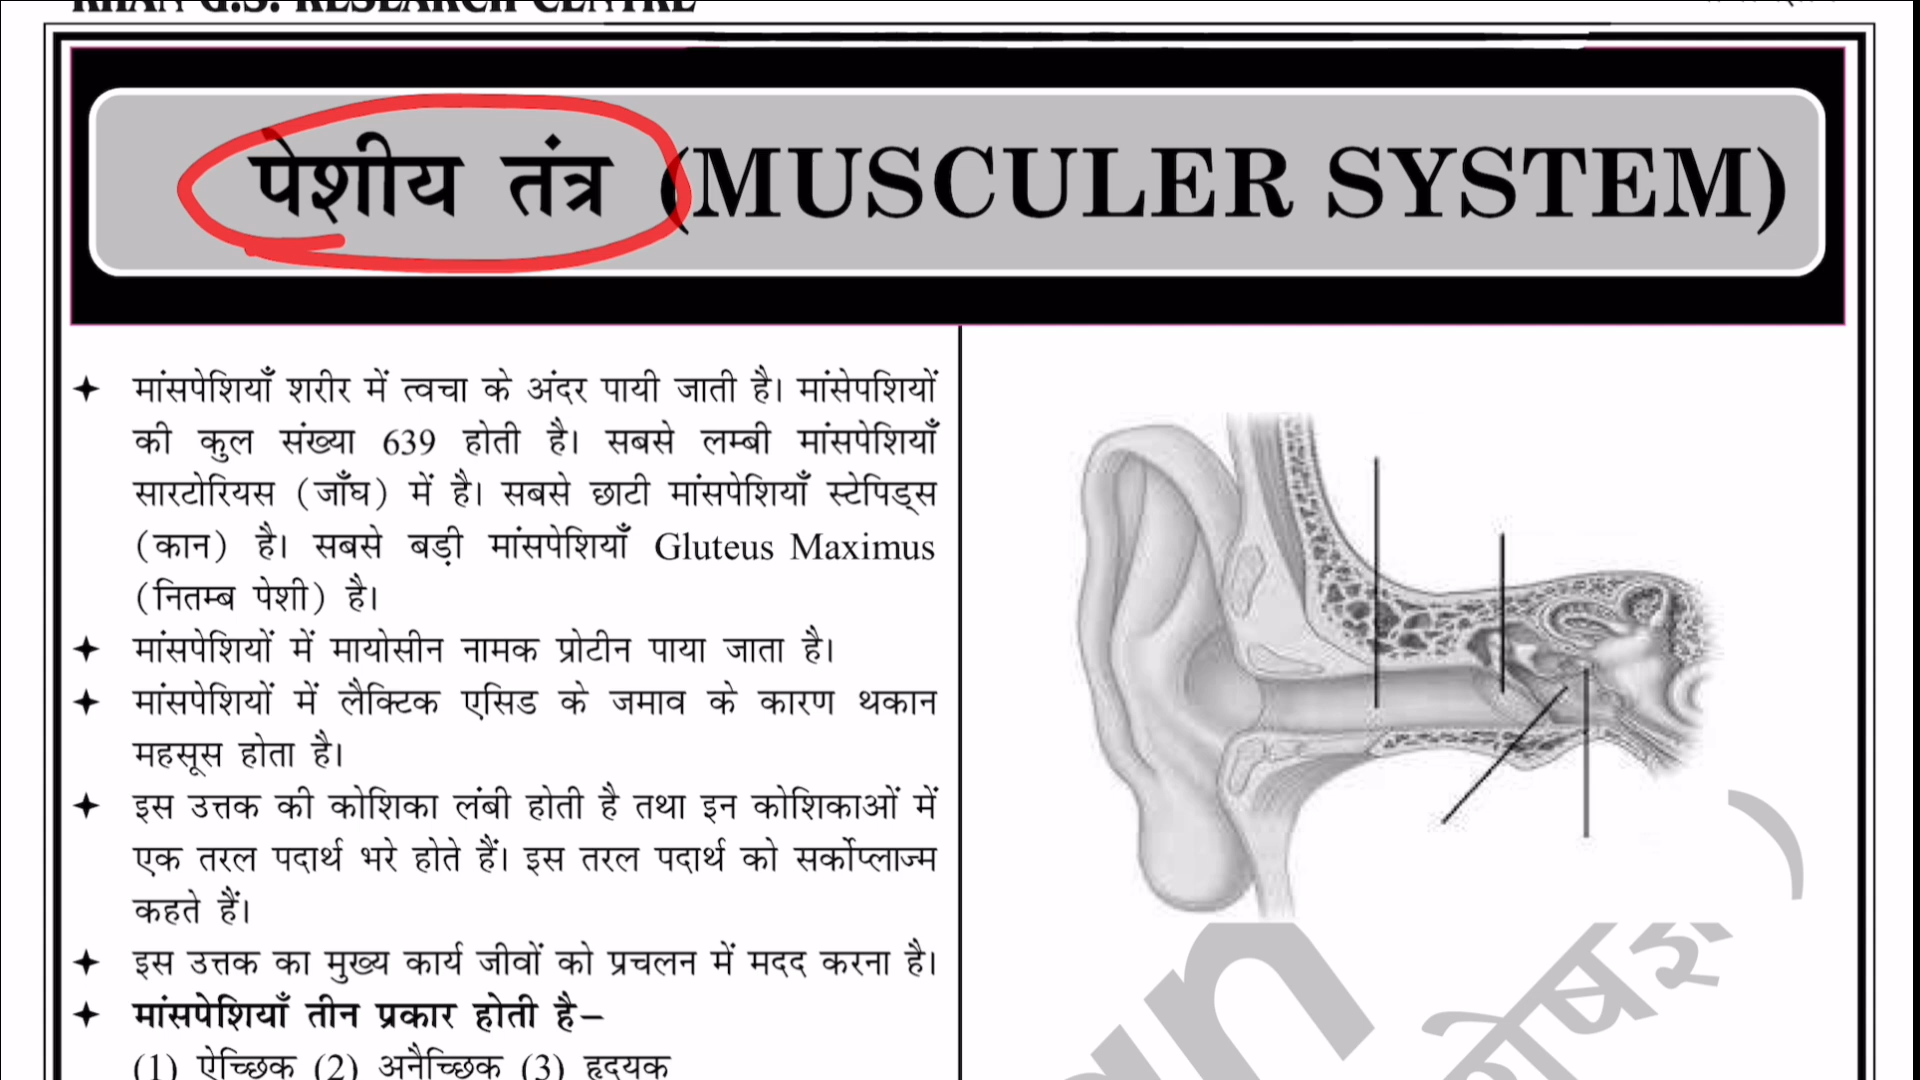 KHAN G.S. RESEARCH CENTRE
पेशीय तंत्र (MUSCULER SYSTEM)
✦ मांसपेशियाँ शरीर में त्वचा के अंदर पायी जाती है। मांसेपशियों
की कुल संख्या 639 होती है। सबसे लम्बी मांसपेशियाँ
सारटोरियस (जाँघ) में है। सबसे छाटी मांसपेशियाँ स्टेपिड्स
(कान) है। सबसे बड़ी मांसपेशियाँ Gluteus Maximus
(नितम्ब पेशी) है।
✦ मांसपेशियों में मायोसीन नामक प्रोटीन पाया जाता है।
✦ मांसपेशियों में लैक्टिक एसिड के जमाव के कारण थकान
महसूस होता है।
✦ इस उत्तक की कोशिका लंबी होती है तथा इन कोशिकाओं में
एक तरल पदार्थ भरे होते हैं। इस तरल पदार्थ को सर्कोप्लाज्म
कहते हैं।
✦ इस उत्तक का मुख्य कार्य जीवों को प्रचलन में मदद करना है।
✦ मांसपेशियाँ तीन प्रकार होती है–
(1) ऐच्छिक (2) अनैच्छिक (3) हृदयक